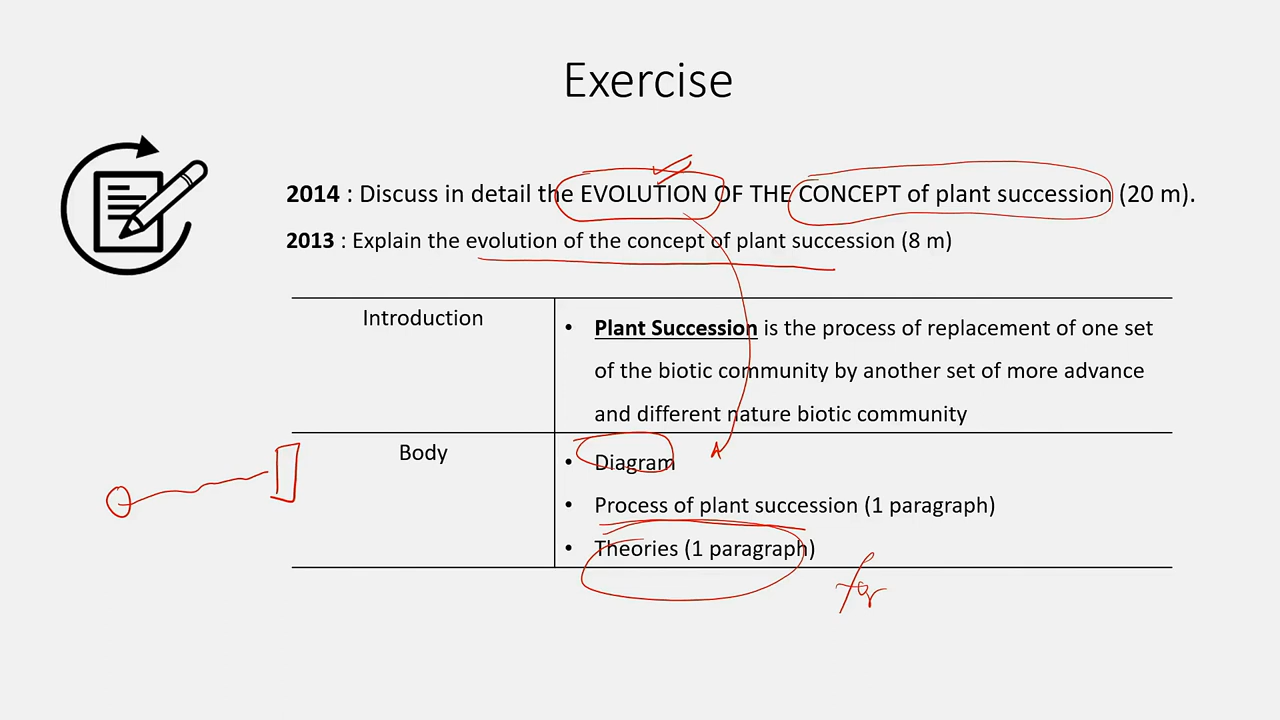 Exercise
2014 : Discuss in detail the EVOLUTION OF THE CONCEPT of plant succession (20 m).
2013 : Explain the evolution of the concept of plant succession (8 m)
Introduction
• Plant Succession is the process of replacement of one set
of the biotic community by another set of more advance
and different nature biotic community
Body
• Diagram
• Process of plant succession (1 paragraph)
• Theories (1 paragraph)